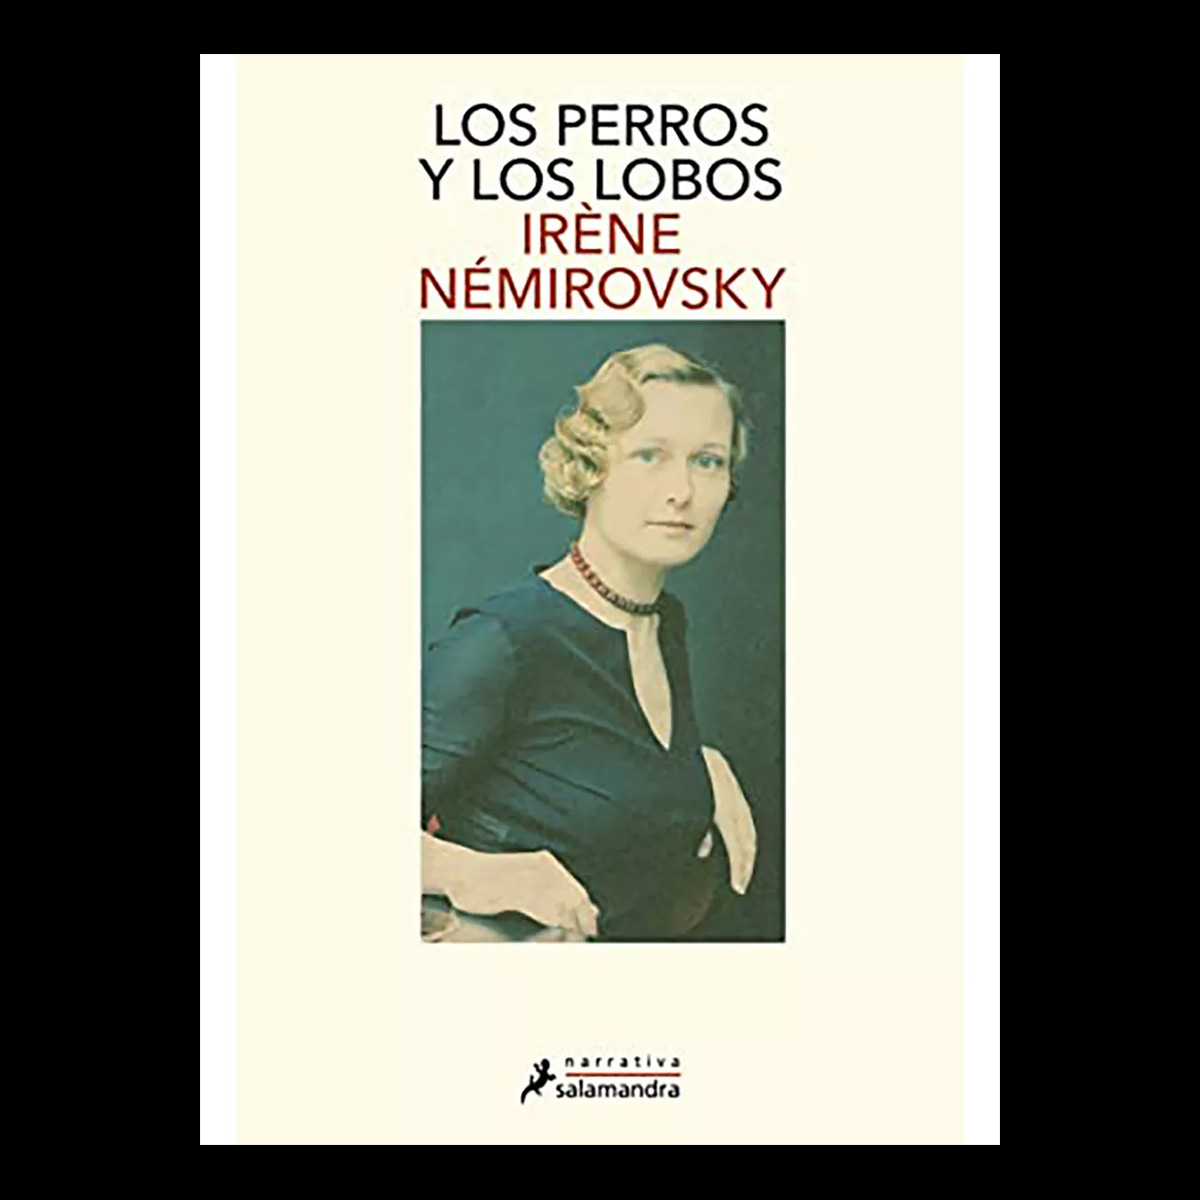 LOS PERROS
Y LOS LOBOS
IRÈNE
NÉMIROVSKY
narrativa
salamandra